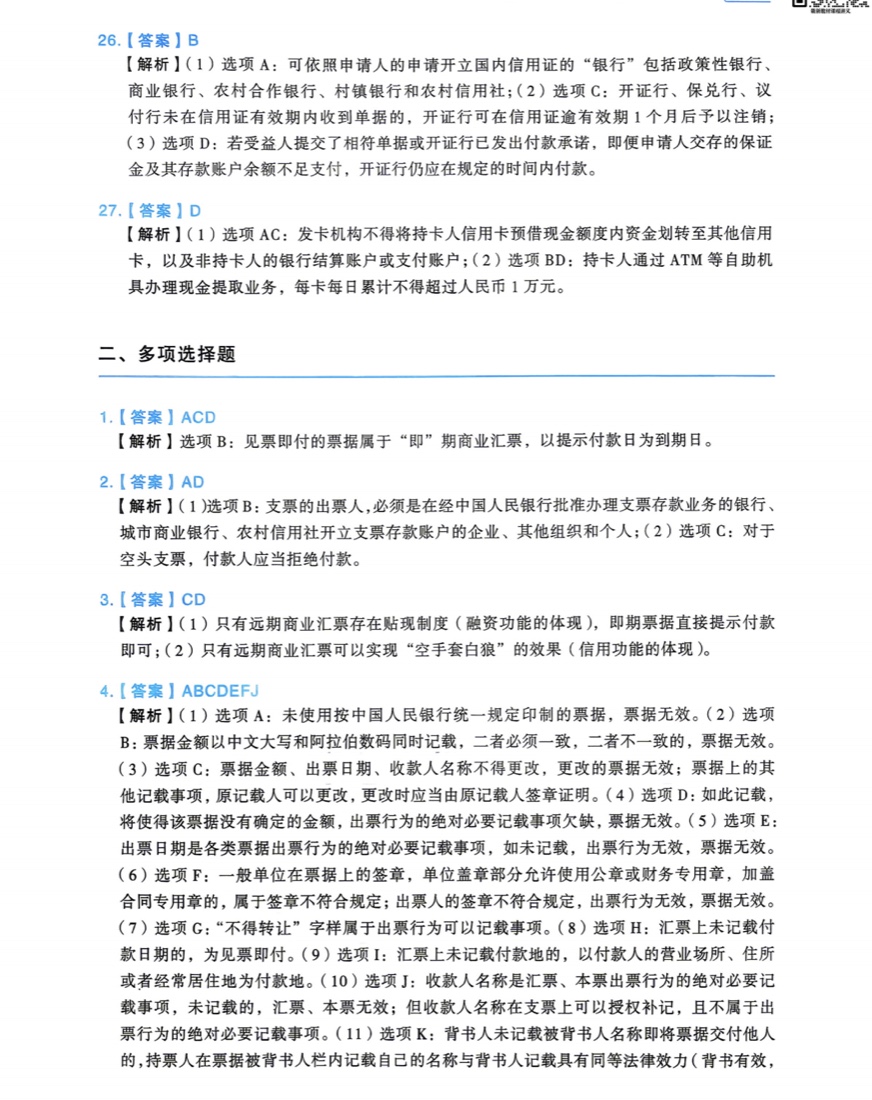 26.【答案】B
【解析】(1)选项 A：可依照申请人的申请开立国内信用证的“银行”包括政策性银行、
商业银行、农村合作银行、村镇银行和农村信用社;(2)选项 C：开证行、保兑行、议
付行未在信用证有效期内收到单据的，开证行可在信用证逾有效期 1 个月后予以注销;
(3)选项 D：若受益人提交了相符单据或开证行已发出付款承诺，即便申请人交存的保证
金及其存款账户余额不足支付，开证行仍应在规定的时间内付款。
27.【答案】D
【解析】(1)选项 AC：发卡机构不得将持卡人信用卡预借现金额度内资金划转至其他信用
卡，以及非持卡人的银行结算账户或支付账户;(2)选项 BD：持卡人通过 ATM 等自助机
具办理现金提取业务，每卡每日累计不得超过人民币 1 万元。
二、多项选择题
1.【答案】ACD
【解析】选项 B：见票即付的票据属于“即”期商业汇票，以提示付款日为到期日。
2.【答案】AD
【解析】(1)选项 B：支票的出票人，必须是在经中国人民银行批准办理支票存款业务的银行、
城市商业银行、农村信用社开立支票存款账户的企业、其他组织和个人;(2)选项 C：对于
空头支票，付款人应当拒绝付款。
3.【答案】CD
【解析】(1)只有远期商业汇票存在贴现制度(融资功能的体现)，即期票据直接提示付款
即可;(2)只有远期商业汇票可以实现“空手套白狼”的效果(信用功能的体现)。
4.【答案】ABCDEFJ
【解析】(1)选项 A：未使用按中国人民银行统一规定印制的票据，票据无效。(2)选项
B：票据金额以中文大写和阿拉伯数码同时记载，二者必须一致，二者不一致的，票据无效。
(3)选项 C：票据金额、出票日期、收款人名称不得更改，更改的票据无效；票据上的其
他记载事项，原记载人可以更改，更改时应当由原记载人签章证明。(4)选项 D：如此记载，
将使得该票据没有确定的金额，出票行为的绝对必要记载事项欠缺，票据无效。(5)选项 E：
出票日期是各类票据出票行为的绝对必要记载事项，如未记载，出票行为无效，票据无效。
(6)选项 F：一般单位在票据上的签章，单位盖章部分允许使用公章或财务专用章，加盖
合同专用章的，属于签章不符合规定；出票人的签章不符合规定，出票行为无效，票据无效。
(7)选项 G：“不得转让”字样属于出票行为可以记载事项。(8)选项 H：汇票上未记载付
款日期的，为见票即付。(9)选项 I：汇票上未记载付款地的，以付款人的营业场所、住所
或者经常居住地为付款地。(10)选项 J：收款人名称是汇票、本票出票行为的绝对必要记
载事项，未记载的，汇票、本票无效；但收款人名称在支票上可以授权补记，且不属于出
票行为的绝对必要记载事项。(11)选项 K：背书人未记载被背书人名称即将票据交付他人
的，持票人在票据被背书人栏内记载自己的名称与背书人记载具有同等法律效力(背书有效，